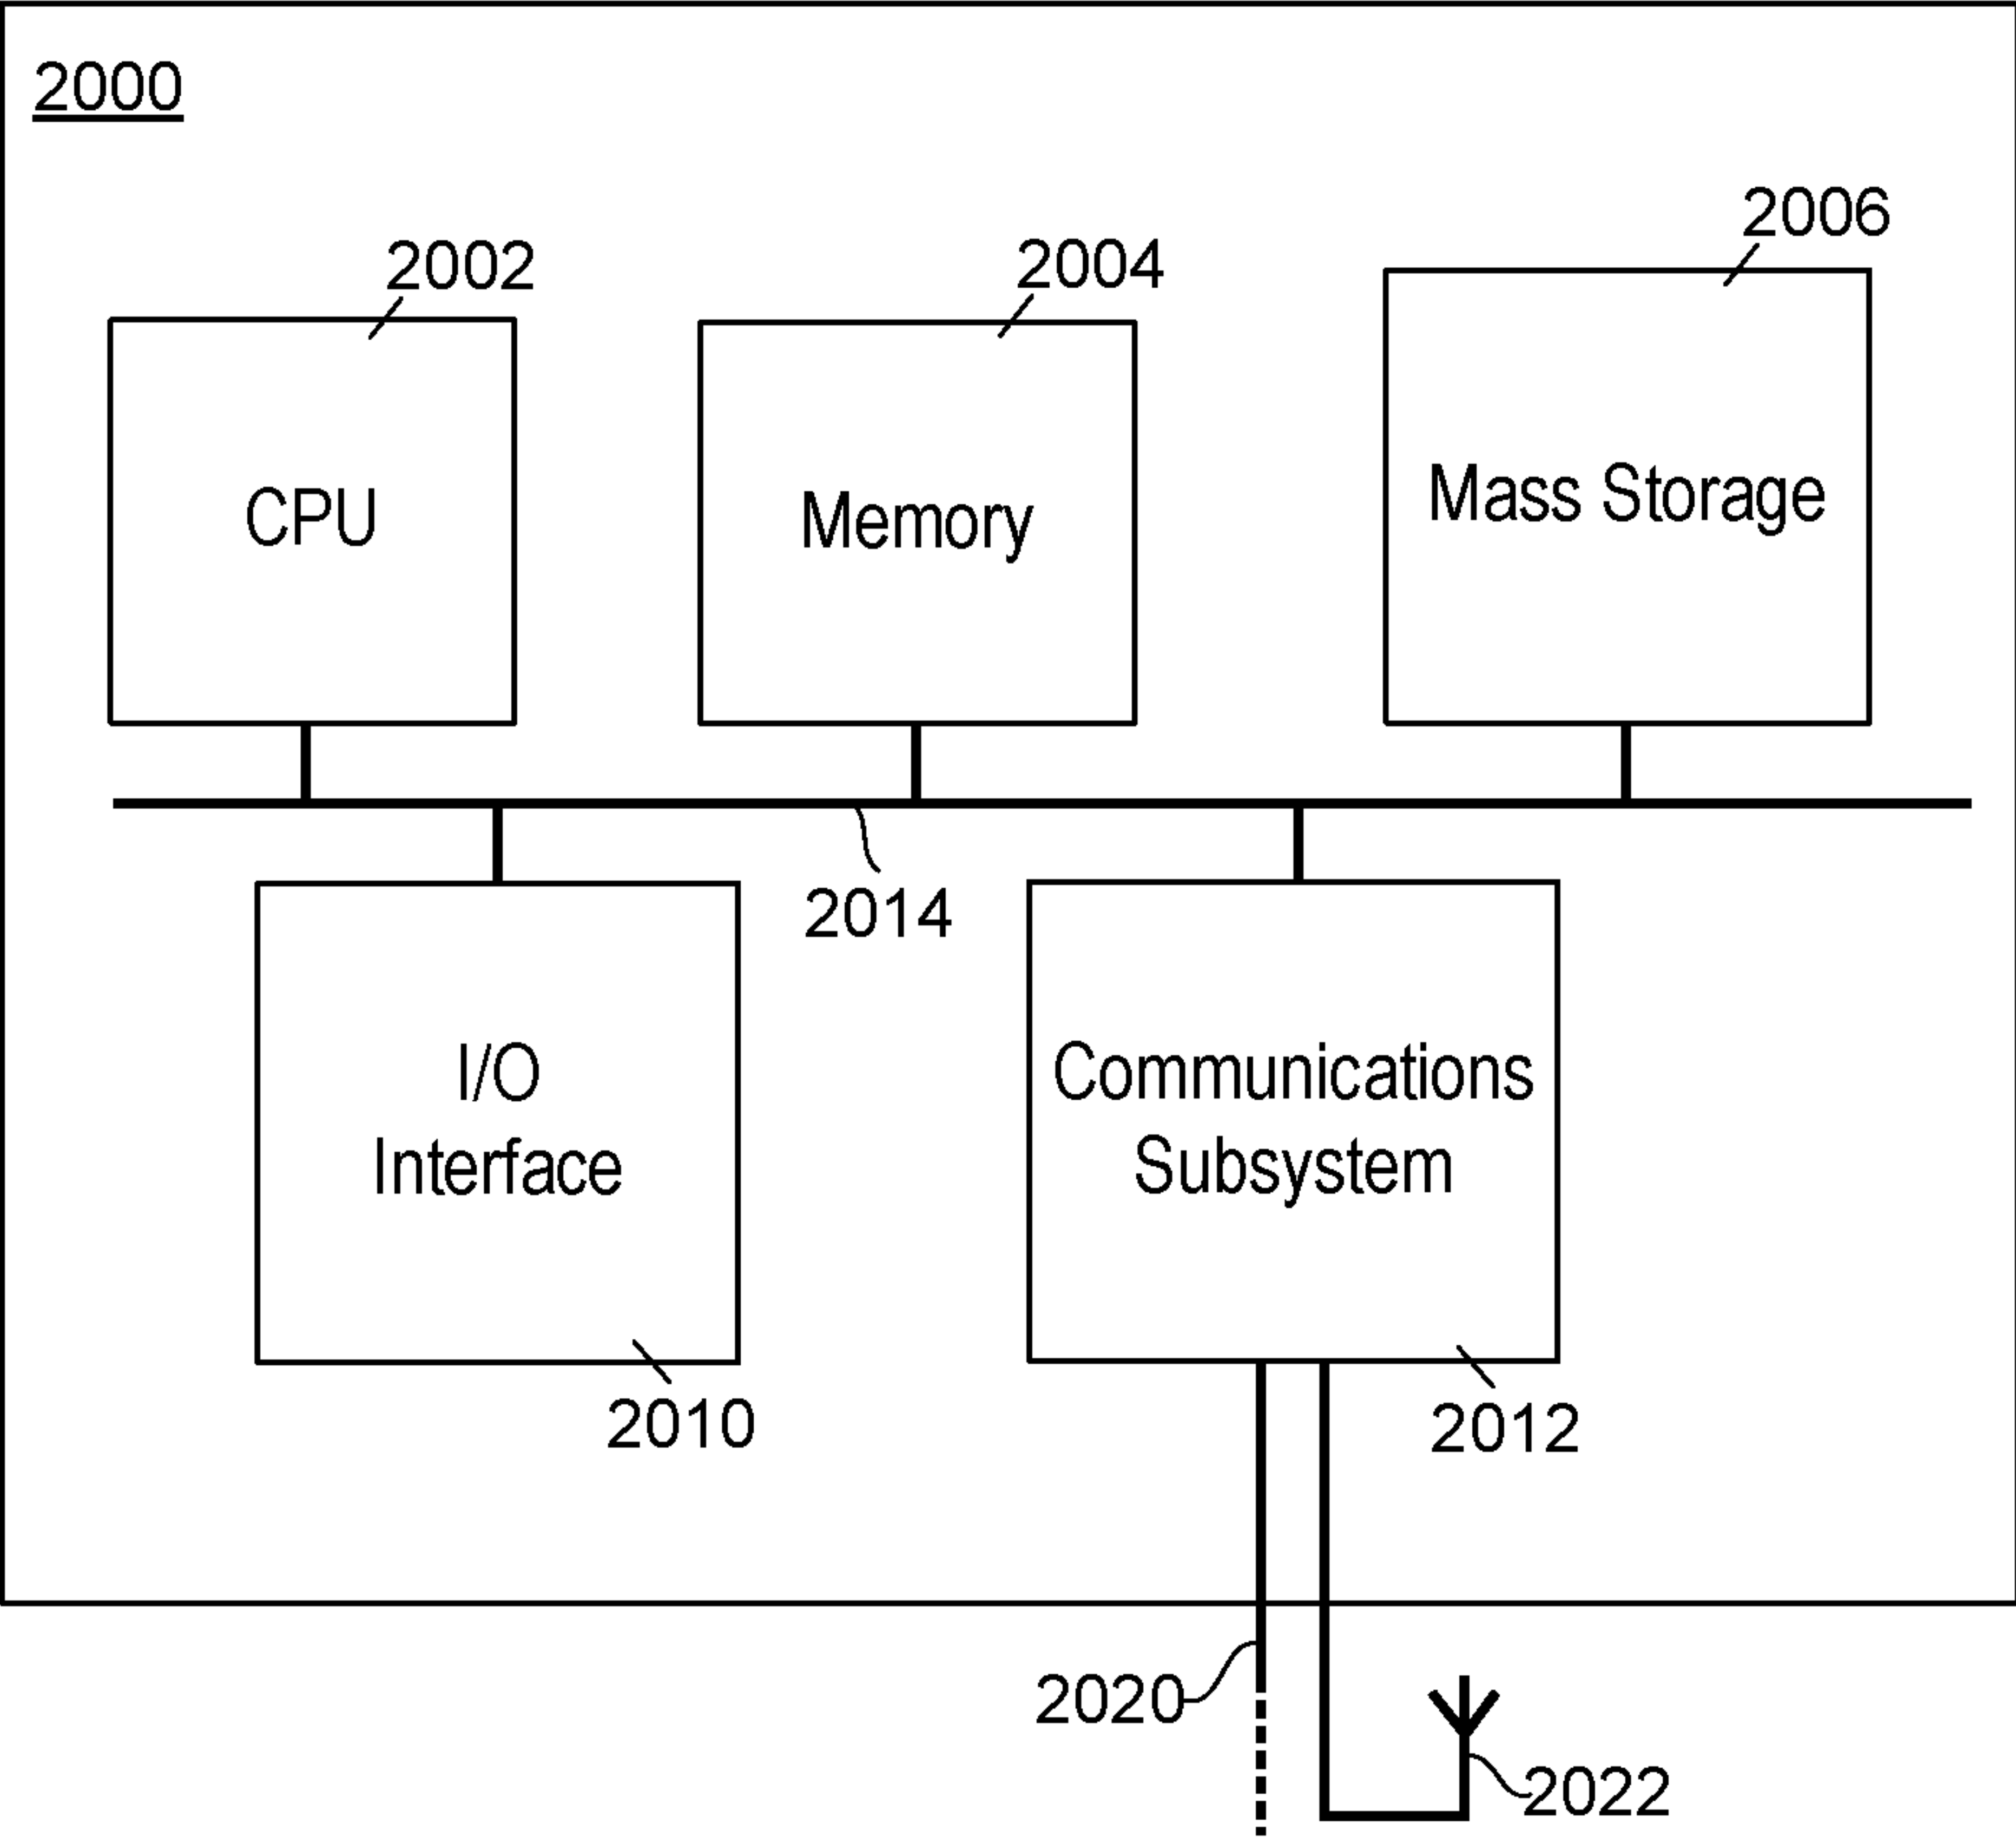 2000
2002
2004
2006
CPU
Memory
Mass Storage
2014
I/O
Interface
Communications
Subsystem
2010
2012
2020
2022